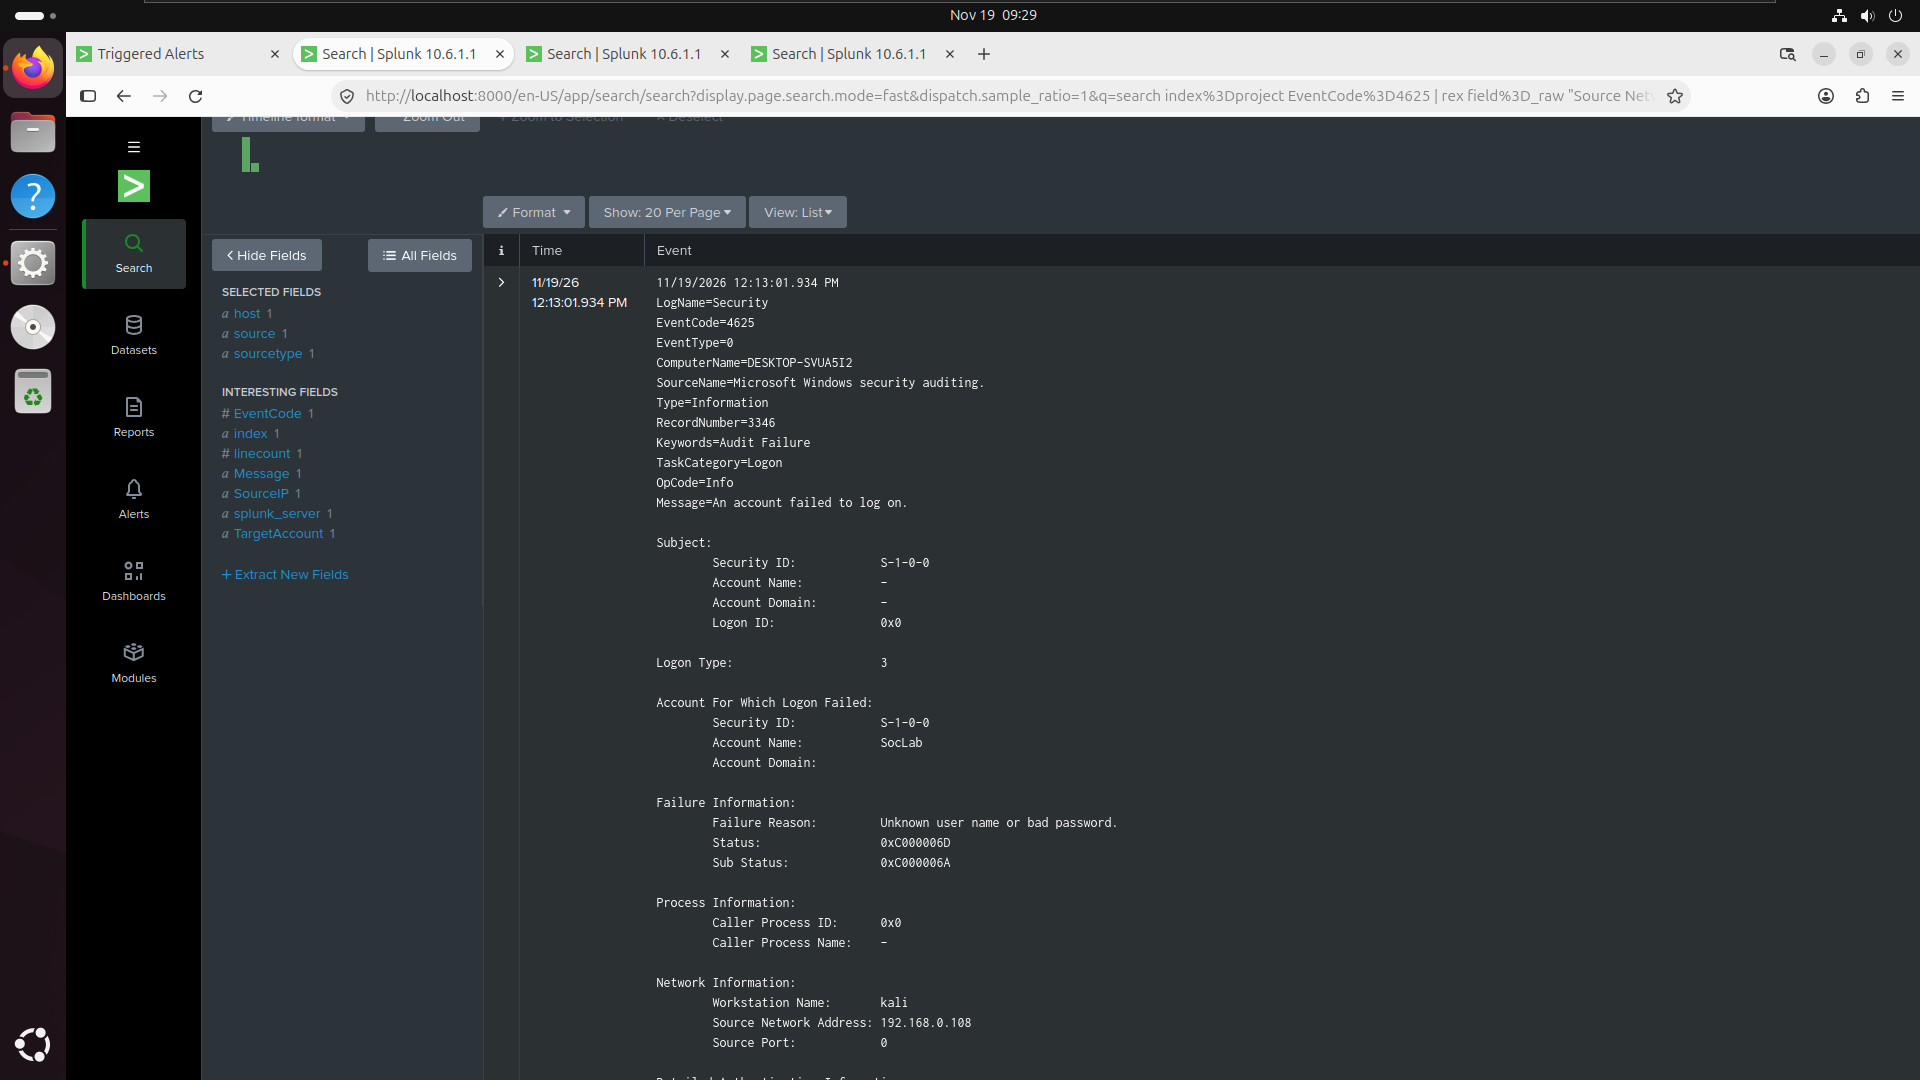 Nov 19 09:29
Triggered Alerts
Search | Splunk 10.6.1.1
Search | Splunk 10.6.1.1
Search | Splunk 10.6.1.1
http://localhost:8000/en-US/app/search/search?display.page.search.mode=fast&dispatch.sample_ratio=1&q=search index%3Dproject EventCode%3D4625 | rex field%3D_raw "Source Net
Timeline format
Zoom Out
+ Zoom to Selection
× Deselect
Format
Show: 20 Per Page
View: List
Hide Fields
All Fields
i
Time
Event
SELECTED FIELDS
a host 1
a source 1
a sourcetype 1
INTERESTING FIELDS
# EventCode 1
a index 1
# linecount 1
a Message 1
a SourceIP 1
a splunk_server 1
a TargetAccount 1
+ Extract New Fields
Search
Datasets
Reports
Alerts
Dashboards
Modules
11/19/26
12:13:01.934 PM
11/19/2026 12:13:01.934 PM
LogName=Security
EventCode=4625
EventType=0
ComputerName=DESKTOP-SVUA5I2
SourceName=Microsoft Windows security auditing.
Type=Information
RecordNumber=3346
Keywords=Audit Failure
TaskCategory=Logon
OpCode=Info
Message=An account failed to log on.
Subject:
Security ID: S-1-0-0
Account Name: -
Account Domain: -
Logon ID: 0x0
Logon Type: 3
Account For Which Logon Failed:
Security ID: S-1-0-0
Account Name: SocLab
Account Domain:
Failure Information:
Failure Reason: Unknown user name or bad password.
Status: 0xC000006D
Sub Status: 0xC000006A
Process Information:
Caller Process ID: 0x0
Caller Process Name: -
Network Information:
Workstation Name: kali
Source Network Address: 192.168.0.108
Source Port: 0